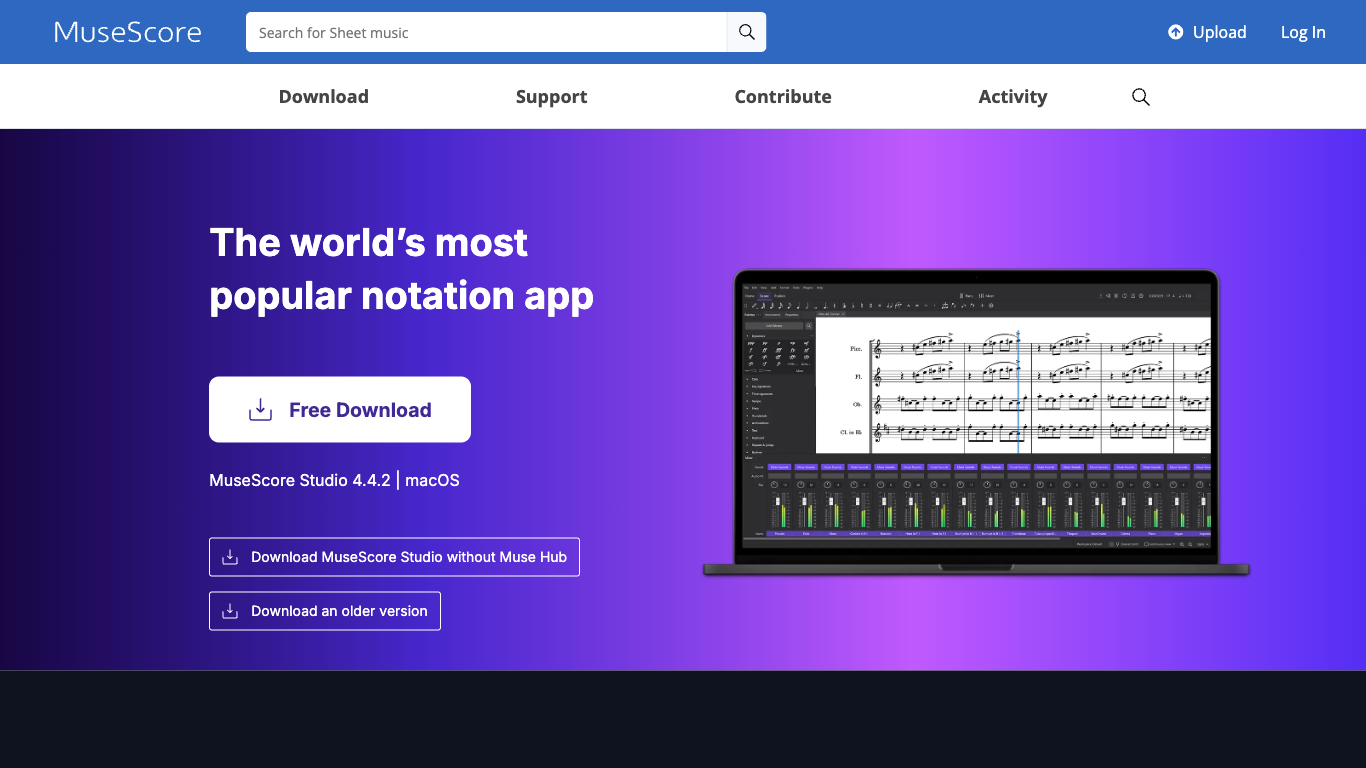 MuseScore
Search for Sheet music
Upload
Log In
Download
Support
Contribute
Activity
The world's most
popular notation app
Free Download
MuseScore Studio 4.4.2 | macOS
Download MuseScore Studio without Muse Hub
Download an older version
Picc.
Fl.
Ob.
Cl. in B♭